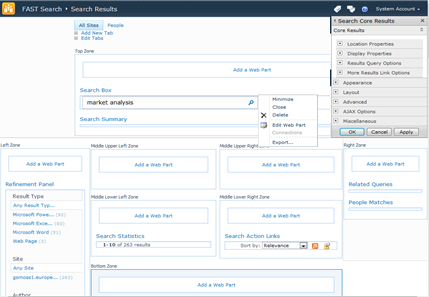 FAST Search ▸ Search Results
System Account
All Sites People
Add New Tab
Edit Tabs
Top Zone
Add a Web Part
Search Box
market analysis
Search Summary
Minimize
Close
Delete
Edit Web Part
Connections
Export...
Search Core Results
Core Results
Location Properties
Display Properties
Results Query Options
More Results Link Options
Appearance
Layout
Advanced
AJAX Options
Miscellaneous
OK Cancel Apply
Left Zone
Add a Web Part
Refinement Panel
Result Type
Any Result Typ...
Microsoft Powe...
Microsoft Exce...
Microsoft Word (31)
Web Page (3)
Site
Any Site
gsmoss1.europe... (263)
Author
Middle Upper Left Zone
Add a Web Part
Middle Upper Right Zone
Add a Web Part
Middle Lower Left Zone
Add a Web Part
Search Statistics
1-10 of 263 results
Middle Lower Right Zone
Add a Web Part
Search Action Links
Sort by: Relevance
Right Zone
Add a Web Part
Related Queries
People Matches
Bottom Zone
Add a Web Part